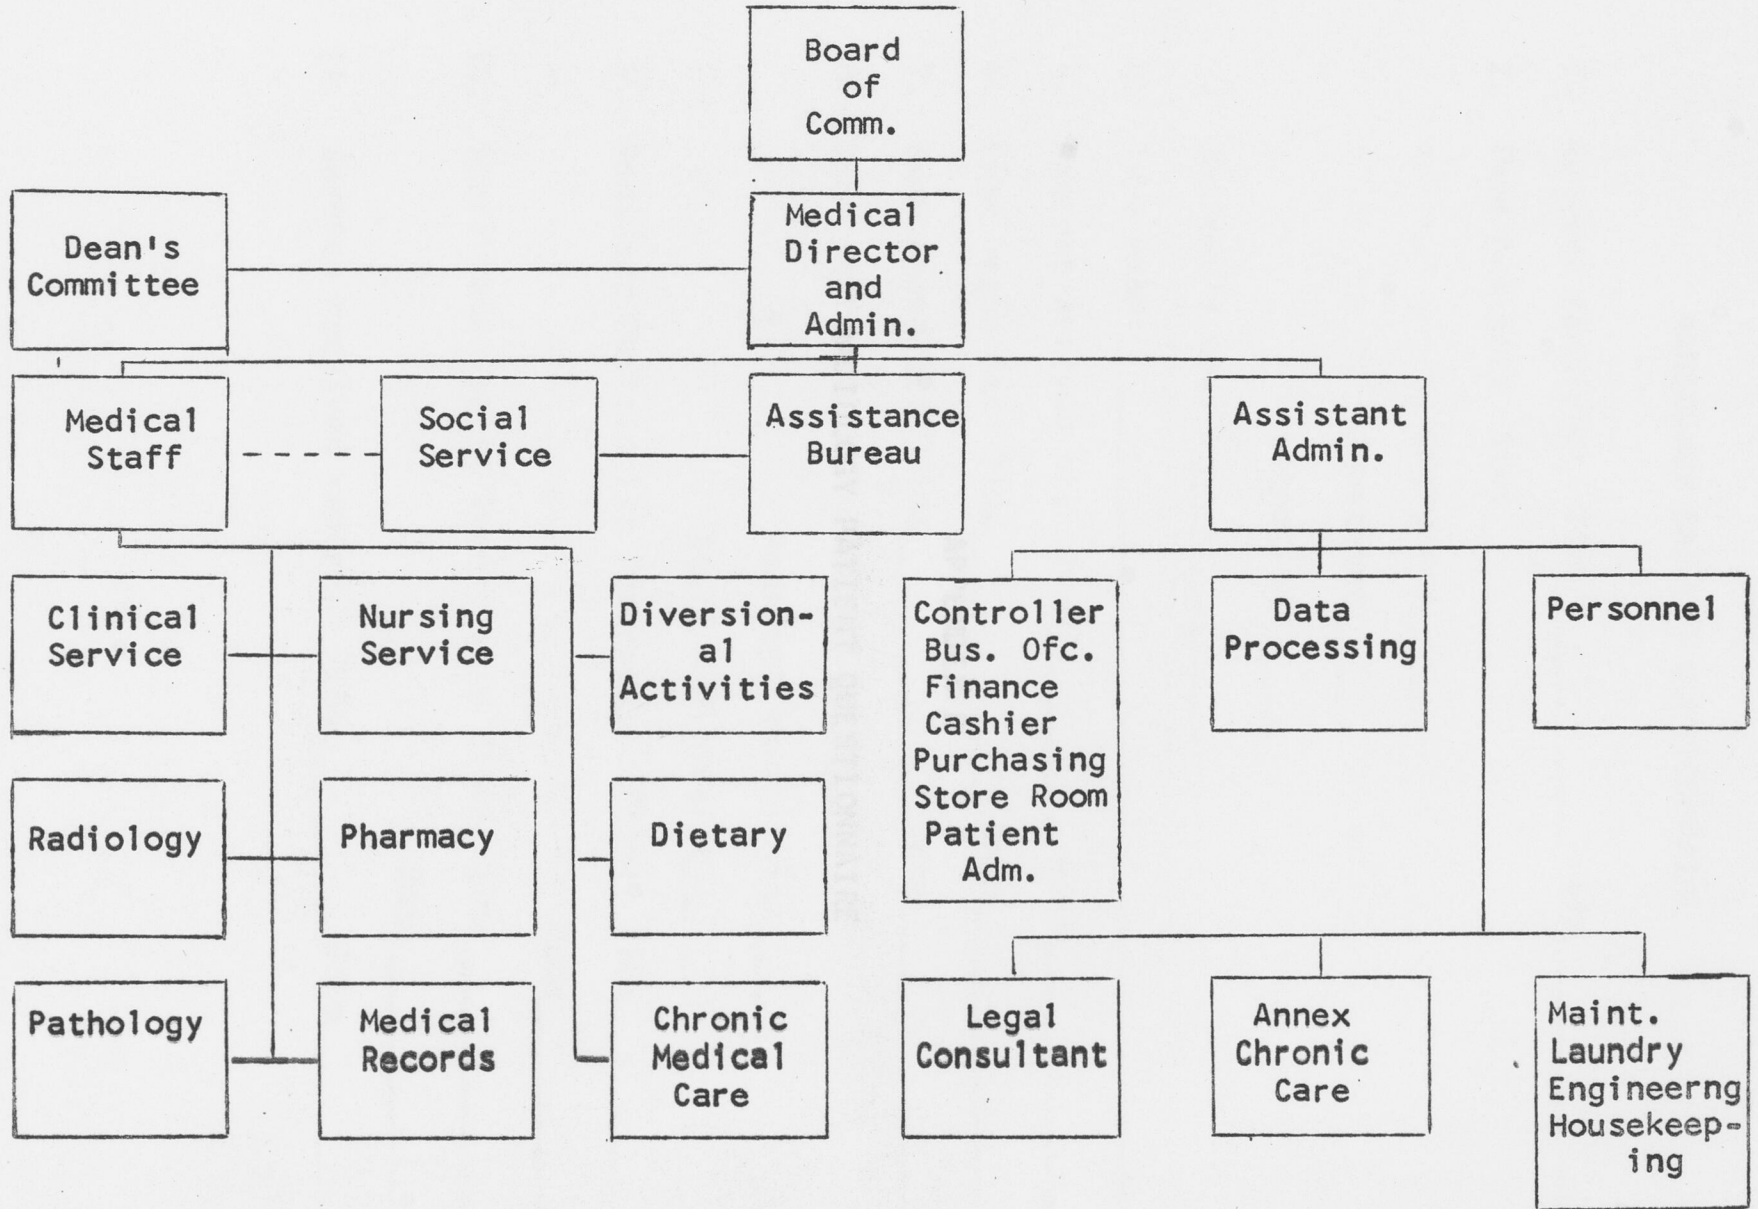 Board
of
Comm.
Dean's
Committee
Medical
Director
and
Admin.
Medical
Staff
Social
Service
Assistance
Bureau
Assistant
Admin.
Clinical
Service
Nursing
Service
Diversion-
al
Activities
Controller
Bus. Ofc.
Finance
Cashier
Purchasing
Store Room
Patient
Adm.
Data
Processing
Personnel
Radiology
Pharmacy
Dietary
Pathology
Medical
Records
Chronic
Medical
Care
Legal
Consultant
Annex
Chronic
Care
Maint.
Laundry
Engineerng
Housekeep-
ing